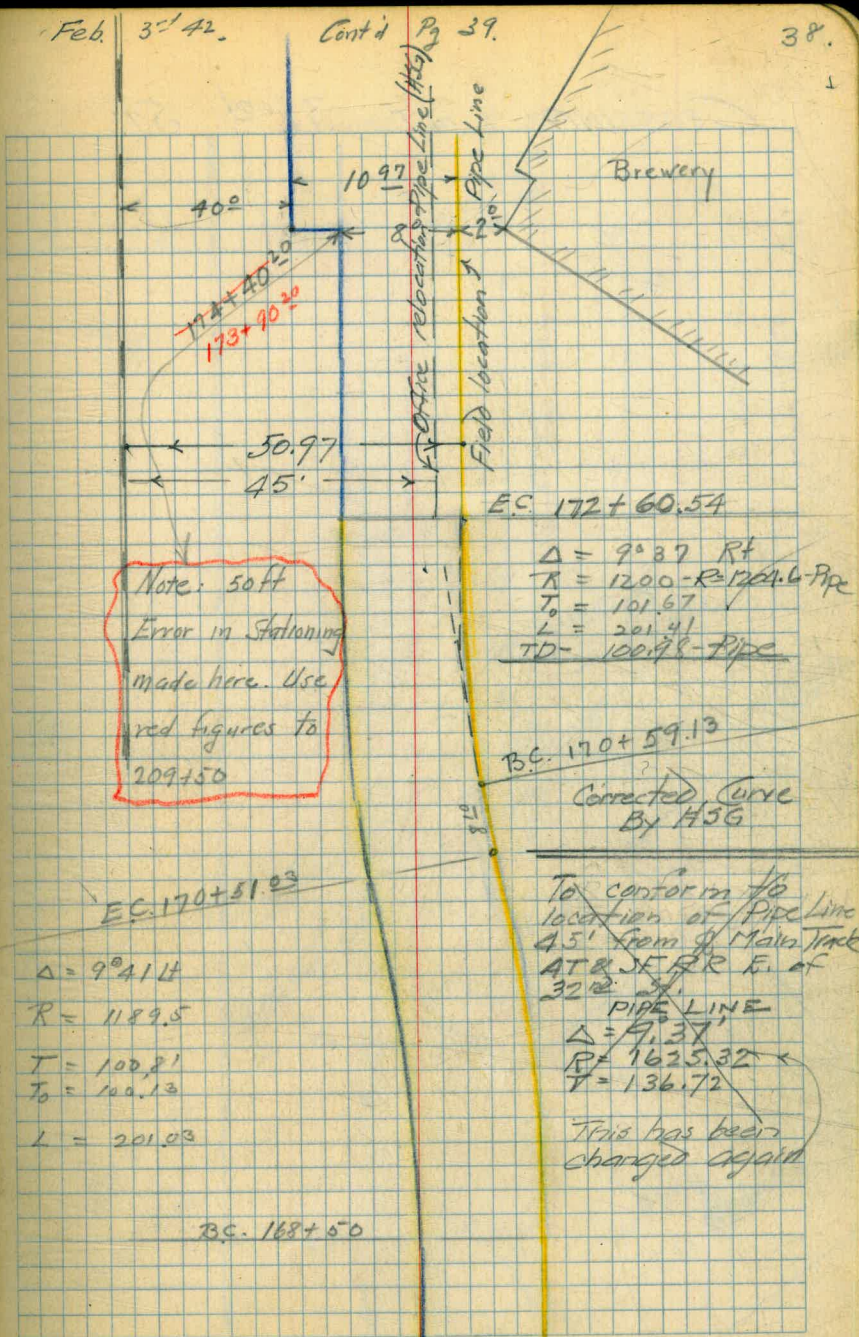 Feb. 3rd 42.
Cont'd Pg 39.
38.
1
Office relocation Pipe Line (HSG)
Field location Pipe Line
Brewery
10 97
40 0
8
2.10'
174+40 20
173+90 20
50.97
45'
E.C. 172+60.54
Δ = 9° 37 Rt
R = 1200 - R=1204.6-Pipe
To = 101.67
L = 201.41
TD- 100.98-Pipe
Note: 50ft
Error in Stationing
made here. Use
red figures to
209+50
B.C. 170+59.13
Corrected Curve
By HSG
8.10
E.C. 170+51.03
Δ = 9° 41 Lt
R = 1189.5
T = 100.81
To = 100.13
L = 201.03
To conform to
location of Pipe Line
45' from ℄ Main Track
AT & SF RR E. of
32nd St.
PIPE LINE
Δ = 9° 37'
R = 1625.32
T = 136.72
This has been
changed again
B.C. 168+50